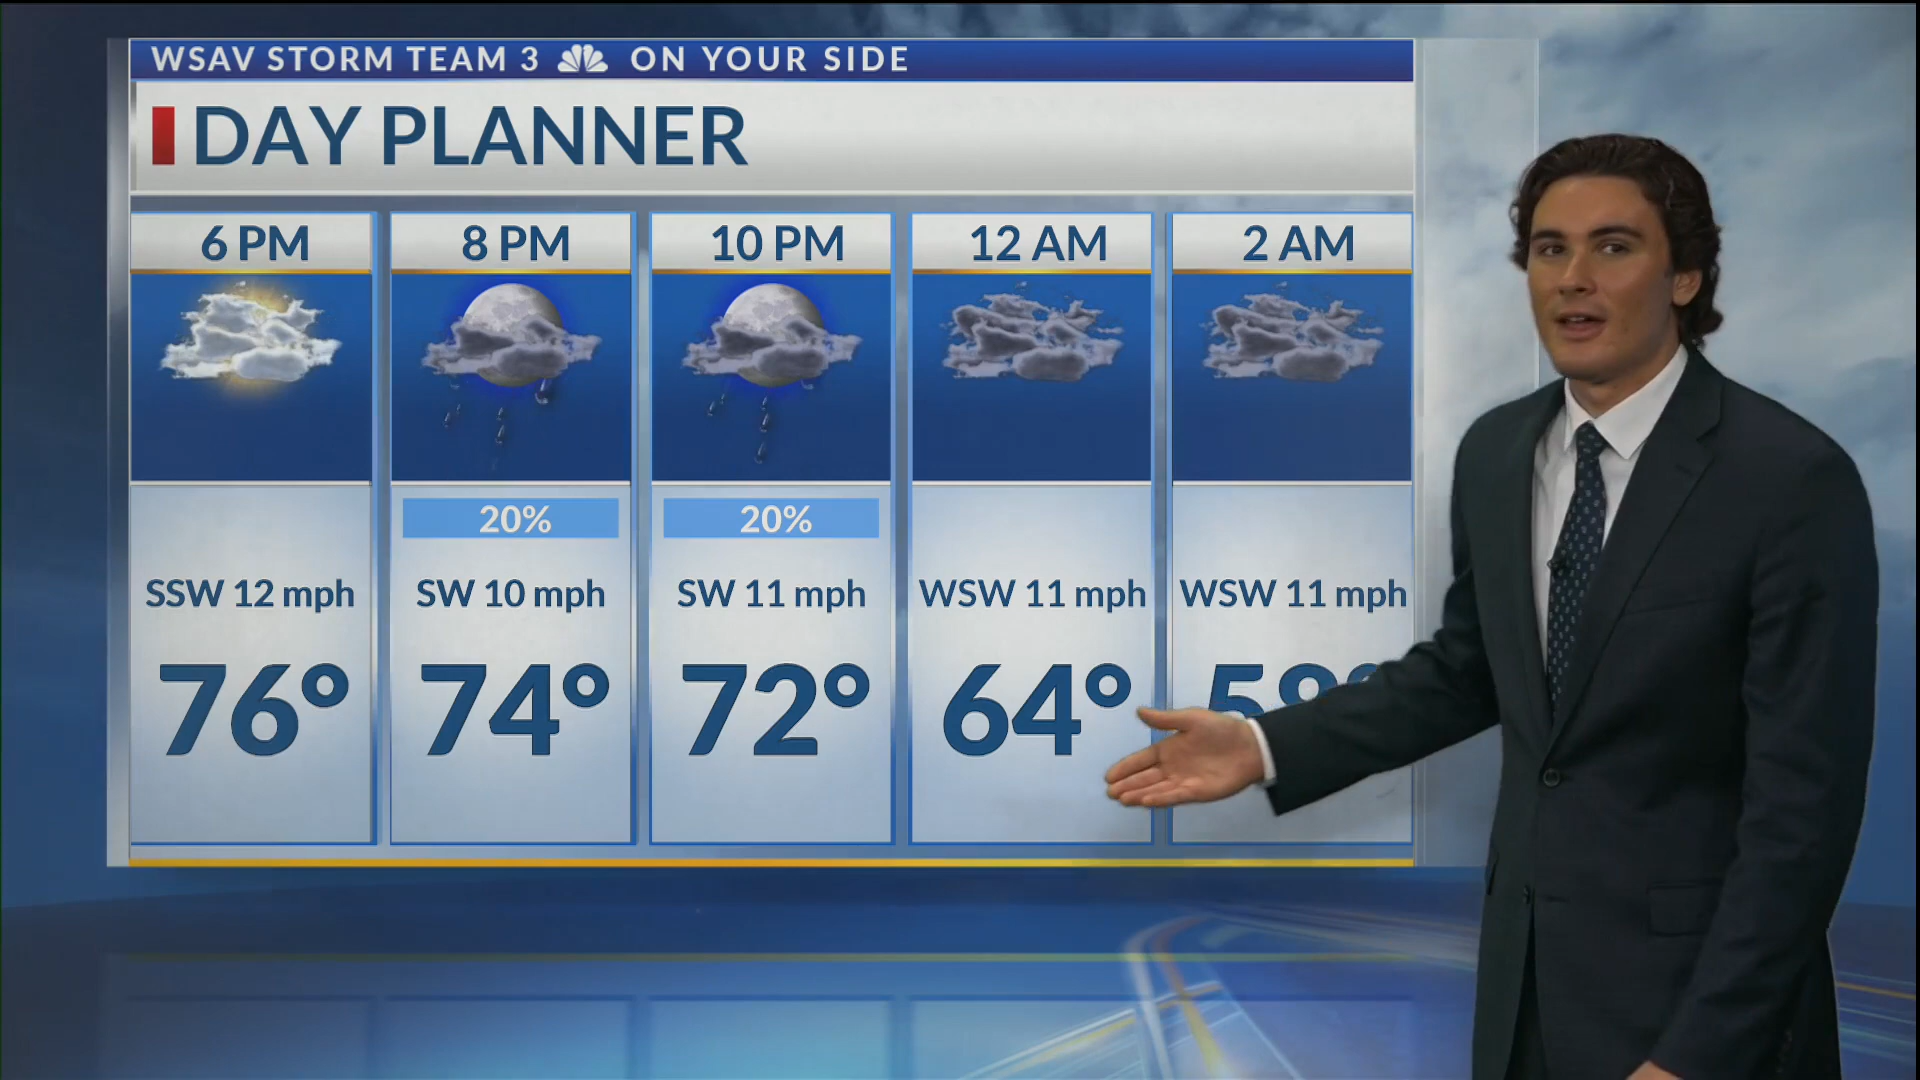 WSAV STORM TEAM 3 ON YOUR SIDE
DAY PLANNER
6 PM 8 PM 10 PM 12 AM 2 AM
20% 20%
SSW 12 mph SW 10 mph SW 11 mph WSW 11 mph WSW 11 mph
76° 74° 72° 64°